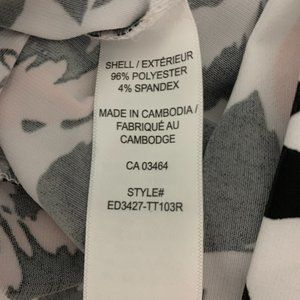 SHELL / EXTÉRIEUR
96% POLYESTER
4% SPANDEX
MADE IN CAMBODIA /
FABRIQUÉ AU
CAMBODGE
CA 03464
STYLE#
ED3427-TT103R